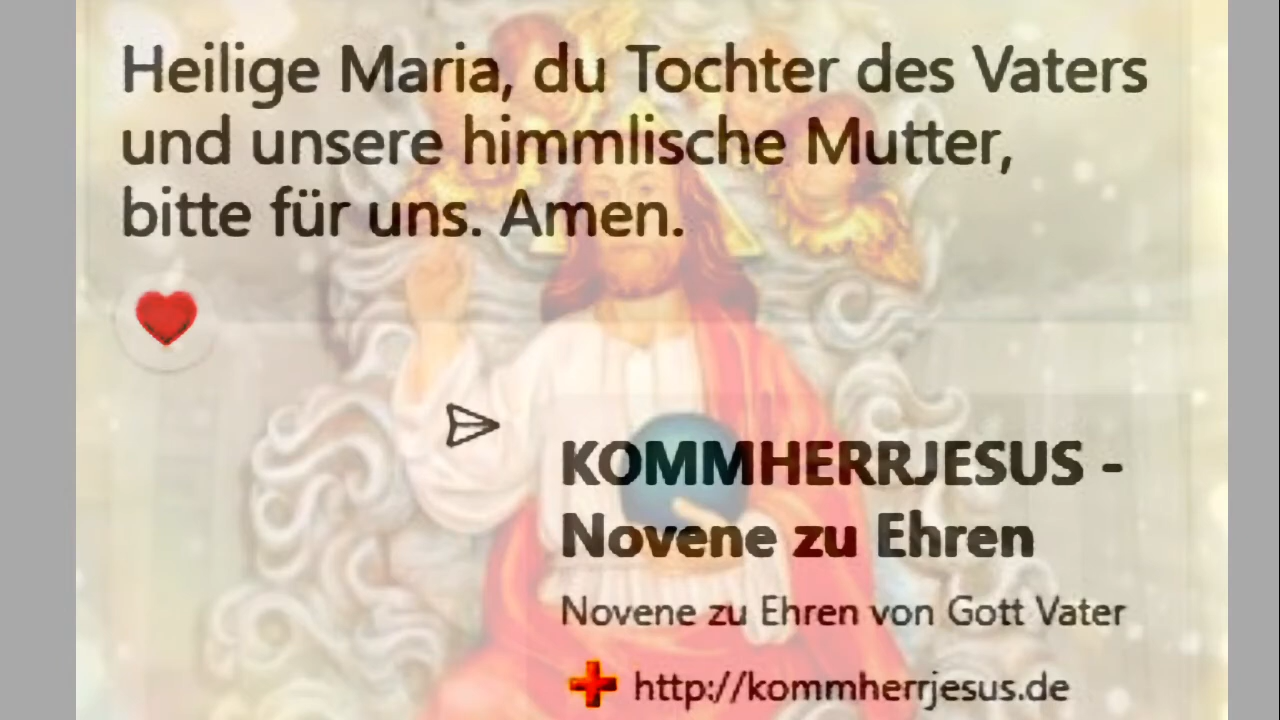 Heilige Maria, du Tochter des Vaters
und unsere himmlische Mutter,
bitte für uns. Amen.
KOMMHERRJESUS -
Novene zu Ehren
Novene zu Ehren von Gott Vater
http://kommherrjesus.de